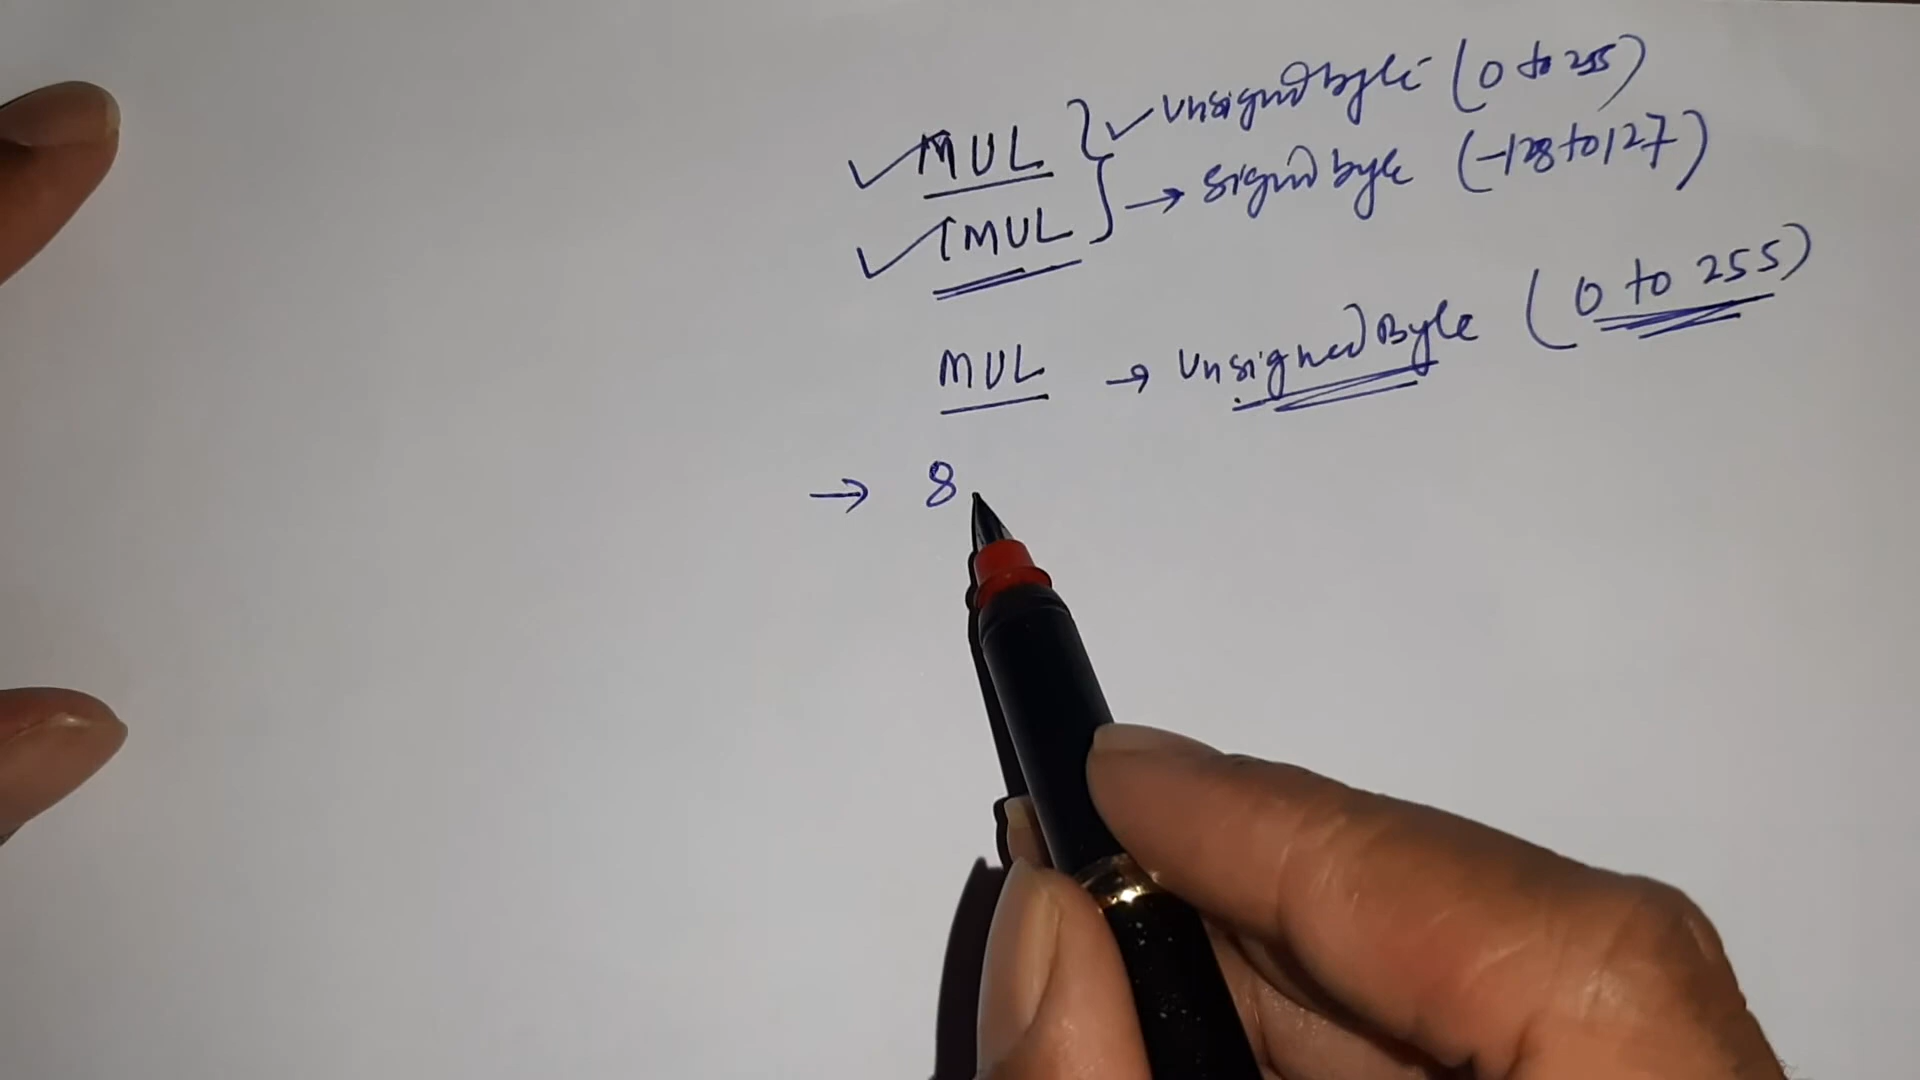 ✓ MUL } ✓ Unsigned byte (0 to 255)
✓ IMUL } → signed byte (-128 to 127)
MUL → Unsigned Byte (0 to 255)
→ 8